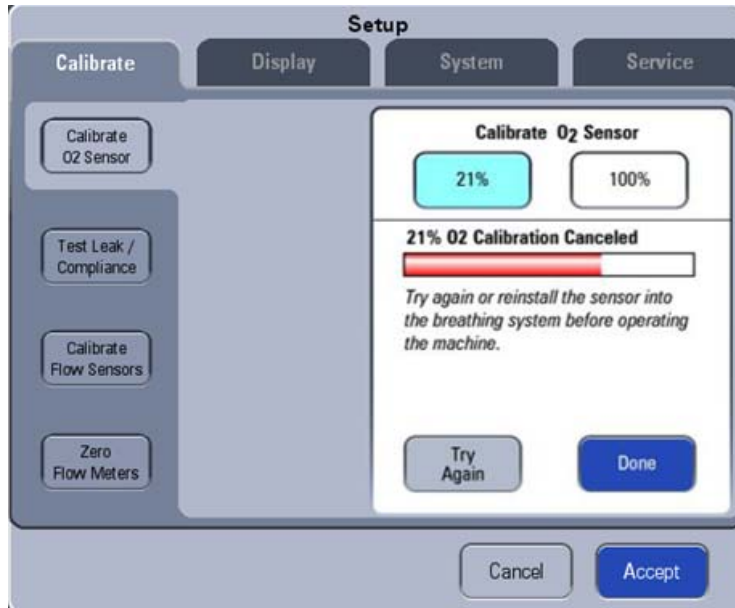 Setup
Calibrate
Display
System
Service
Calibrate
O2 Sensor
Test Leak /
Compliance
Calibrate
Flow Sensors
Zero
Flow Meters
Calibrate O2 Sensor
21%
100%
21% O2 Calibration Canceled
Try again or reinstall the sensor into
the breathing system before operating
the machine.
Try
Again
Done
Cancel
Accept